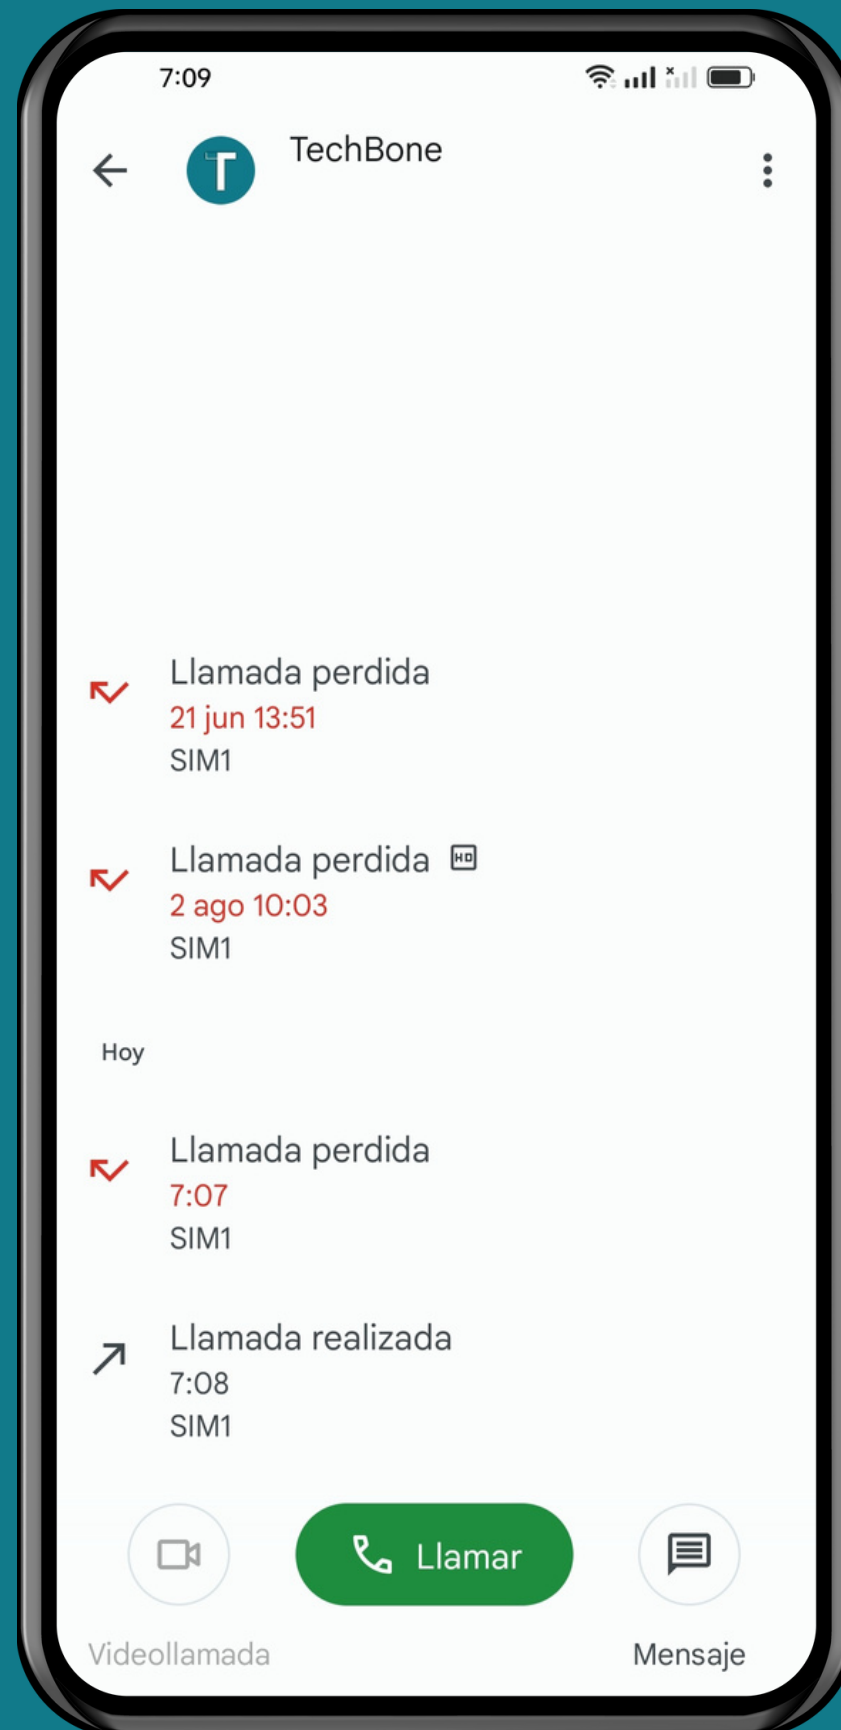 7:09
TechBone
Llamada perdida
21 jun 13:51
SIM1
Llamada perdida HD
2 ago 10:03
SIM1
Hoy
Llamada perdida
7:07
SIM1
Llamada realizada
7:08
SIM1
Llamar
Videollamada
Mensaje